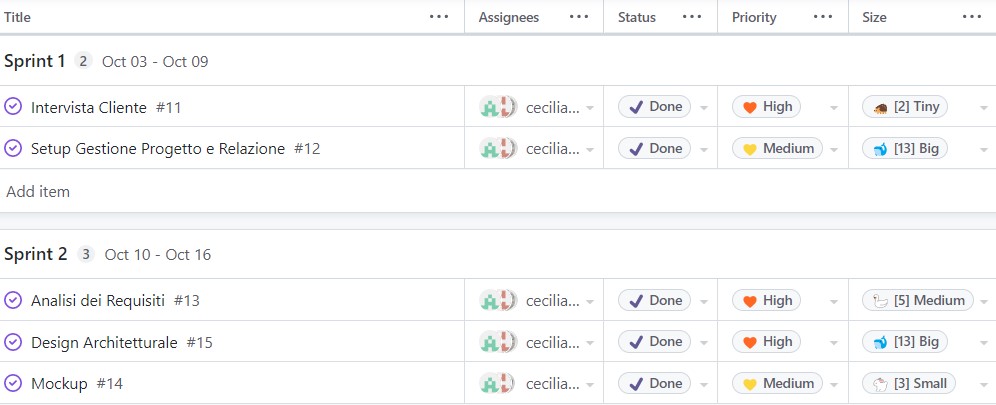 Title ... Assignees ... Status ... Priority ... Size ...
Sprint 1 2 Oct 03 - Oct 09
Intervista Cliente #11 cecilia... Done High [2] Tiny
Setup Gestione Progetto e Relazione #12 cecilia... Done Medium [13] Big
Add item
Sprint 2 3 Oct 10 - Oct 16
Analisi dei Requisiti #13 cecilia... Done High [5] Medium
Design Architetturale #15 cecilia... Done High [13] Big
Mockup #14 cecilia... Done Medium [3] Small